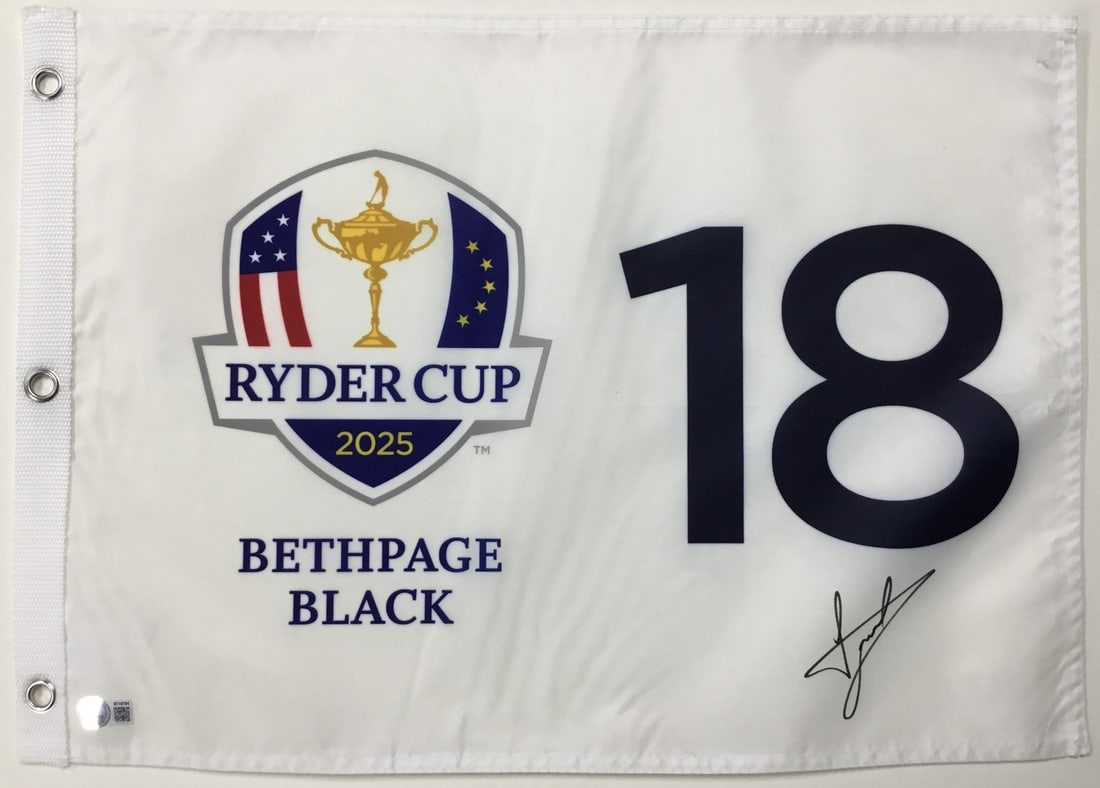 RYDER CUP
2025
TM
BETHPAGE
BLACK
18